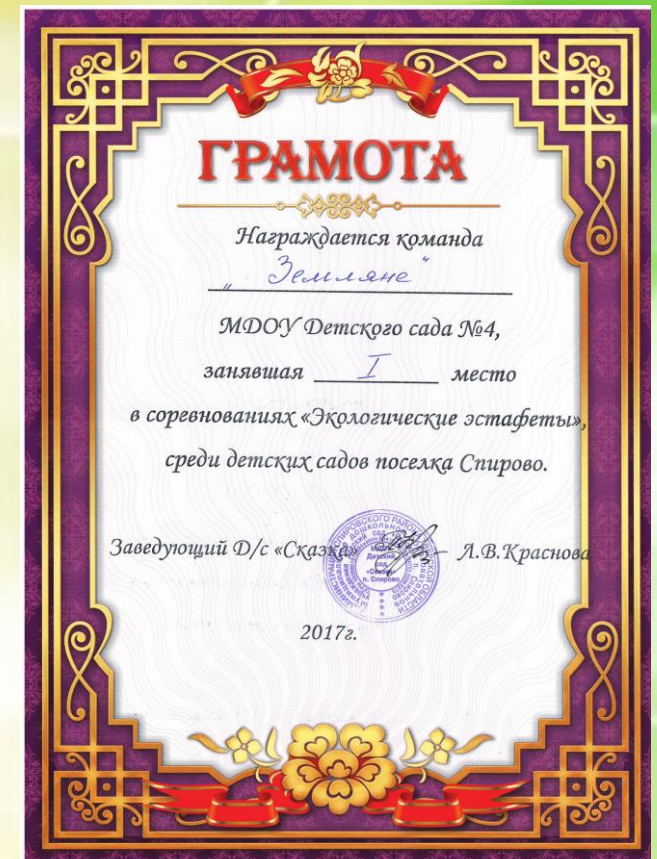 ГРАМОТА
Награждается команда
„Земляне“
МДОУ Детского сада №4,
занявшая I место
в соревнованиях «Экологические эстафеты»,
среди детских садов поселка Спирово.
Заведующий Д/с «Сказка» Л.В.Краснова
2017г.